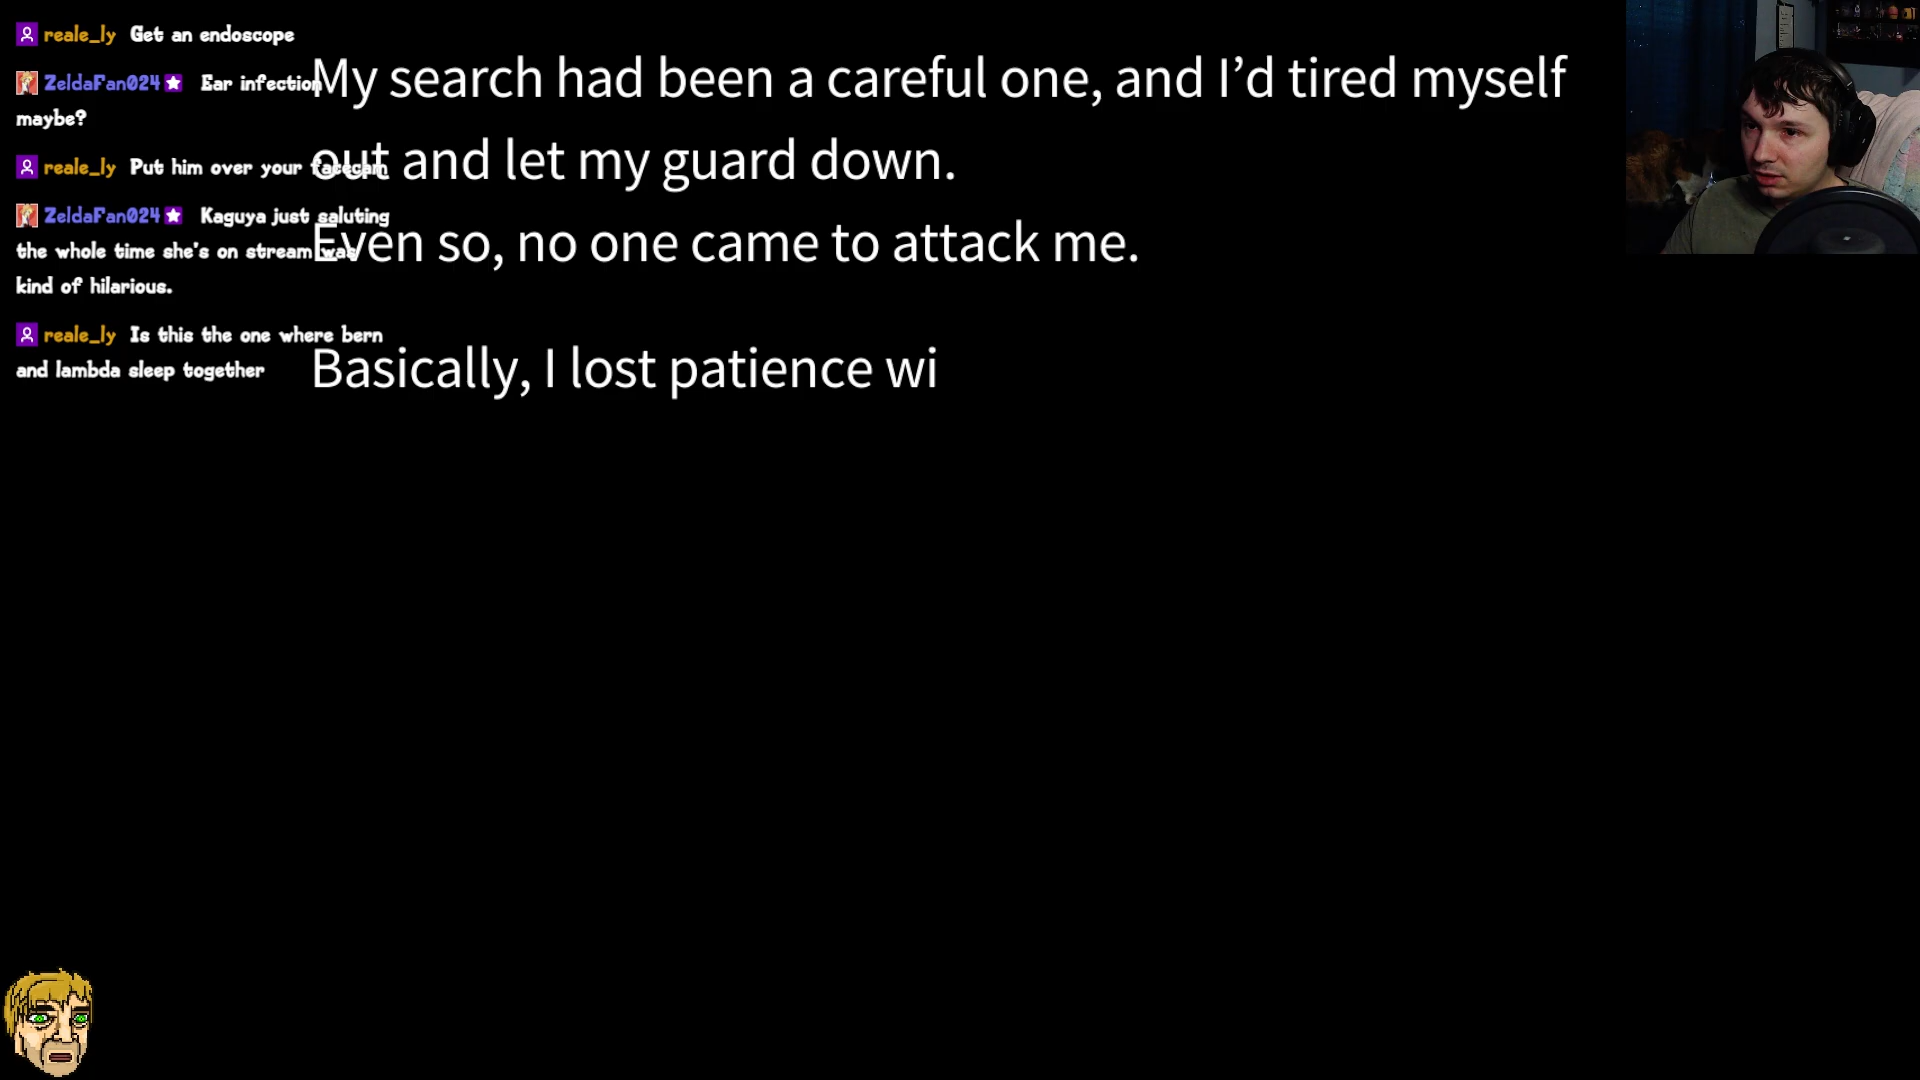 reale_ly Get an endoscope
ZeldaFan024 Ear infection
maybe?
reale_ly Put him over your facecam
ZeldaFan024 Kaguya just saluting
the whole time she's on stream was
kind of hilarious.
reale_ly Is this the one where bern
and lambda sleep together
My search had been a careful one, and I’d tired myself
out and let my guard down.
Even so, no one came to attack me.
Basically, I lost patience wi